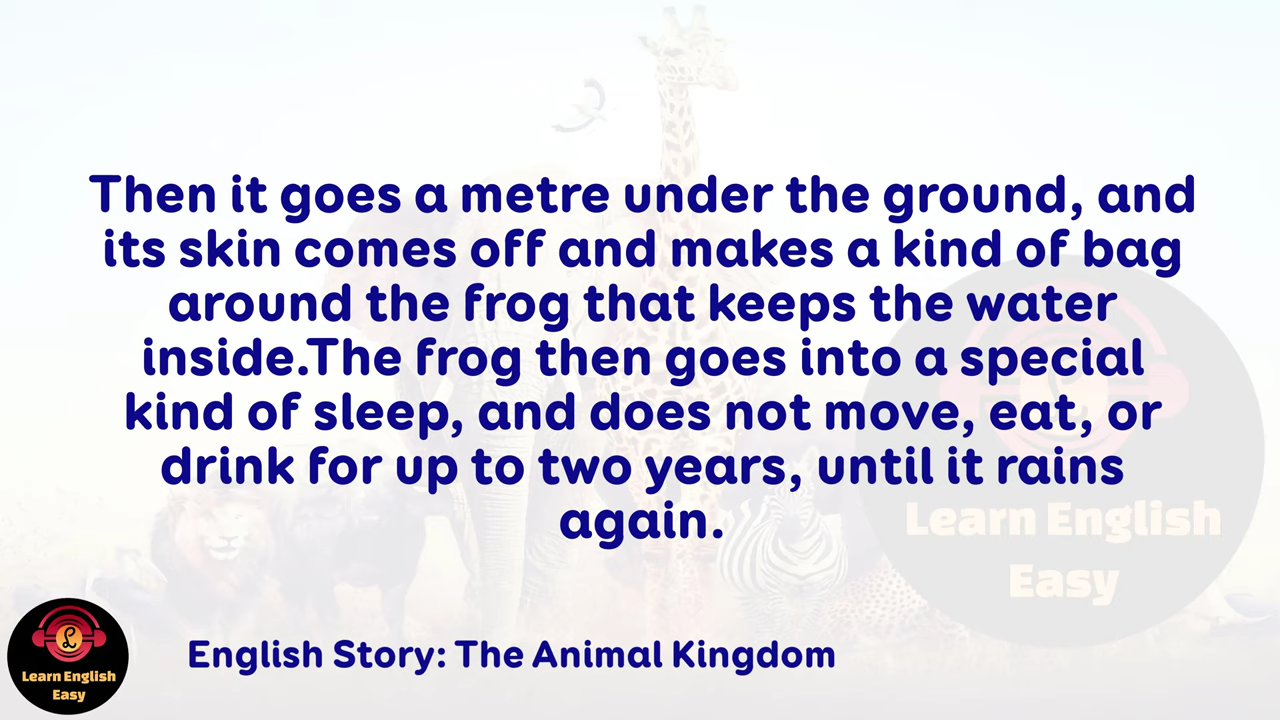 Then it goes a metre under the ground, and
its skin comes off and makes a kind of bag
around the frog that keeps the water
inside.The frog then goes into a special
kind of sleep, and does not move, eat, or
drink for up to two years, until it rains
again.
Learn English
Easy
English Story: The Animal Kingdom
L
Learn English
Easy